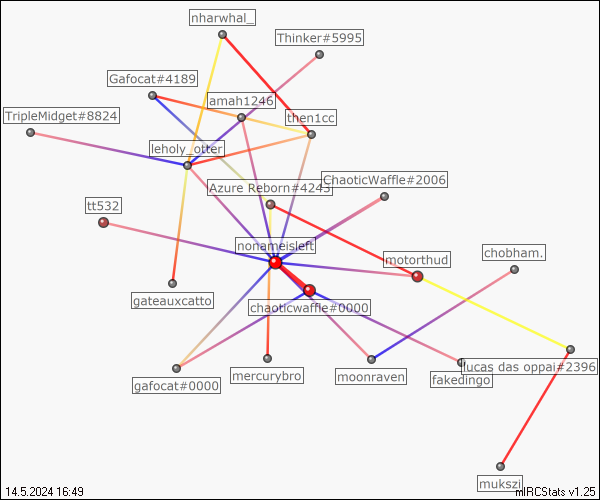 nharwhal_
Thinker#5995
Gafocat#4189
amah1246
TripleMidget#8824
then1cc
leholy_otter
ChaoticWaffle#2006
Azure Reborn#4243
tt532
nonameisleft
chobham.
motorthud
gateauxcatto
chaoticwaffle#0000
lucas das oppai#2396
mercurybro
moonraven
fakedingo
gafocat#0000
mukszi
14.5.2024 16:49
mIRCStats v1.25